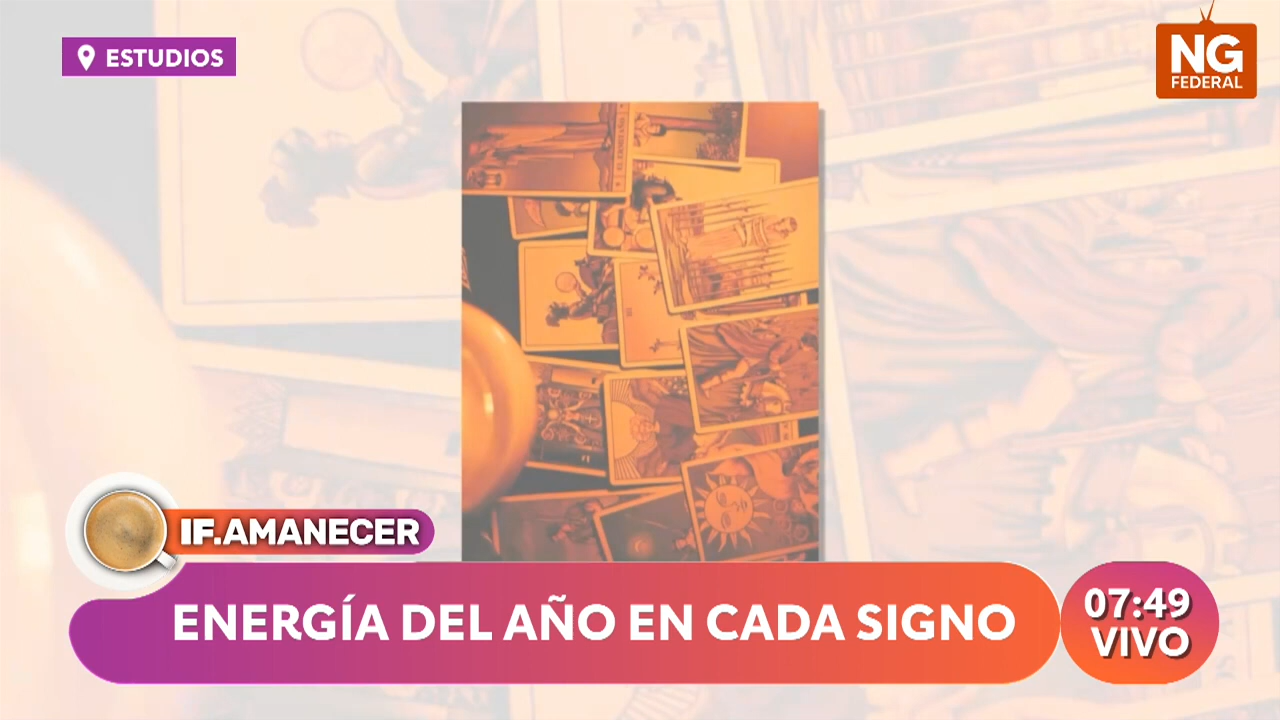 ESTUDIOS
NG
FEDERAL
IF.AMANECER
ENERGÍA DEL AÑO EN CADA SIGNO
07:49
VIVO